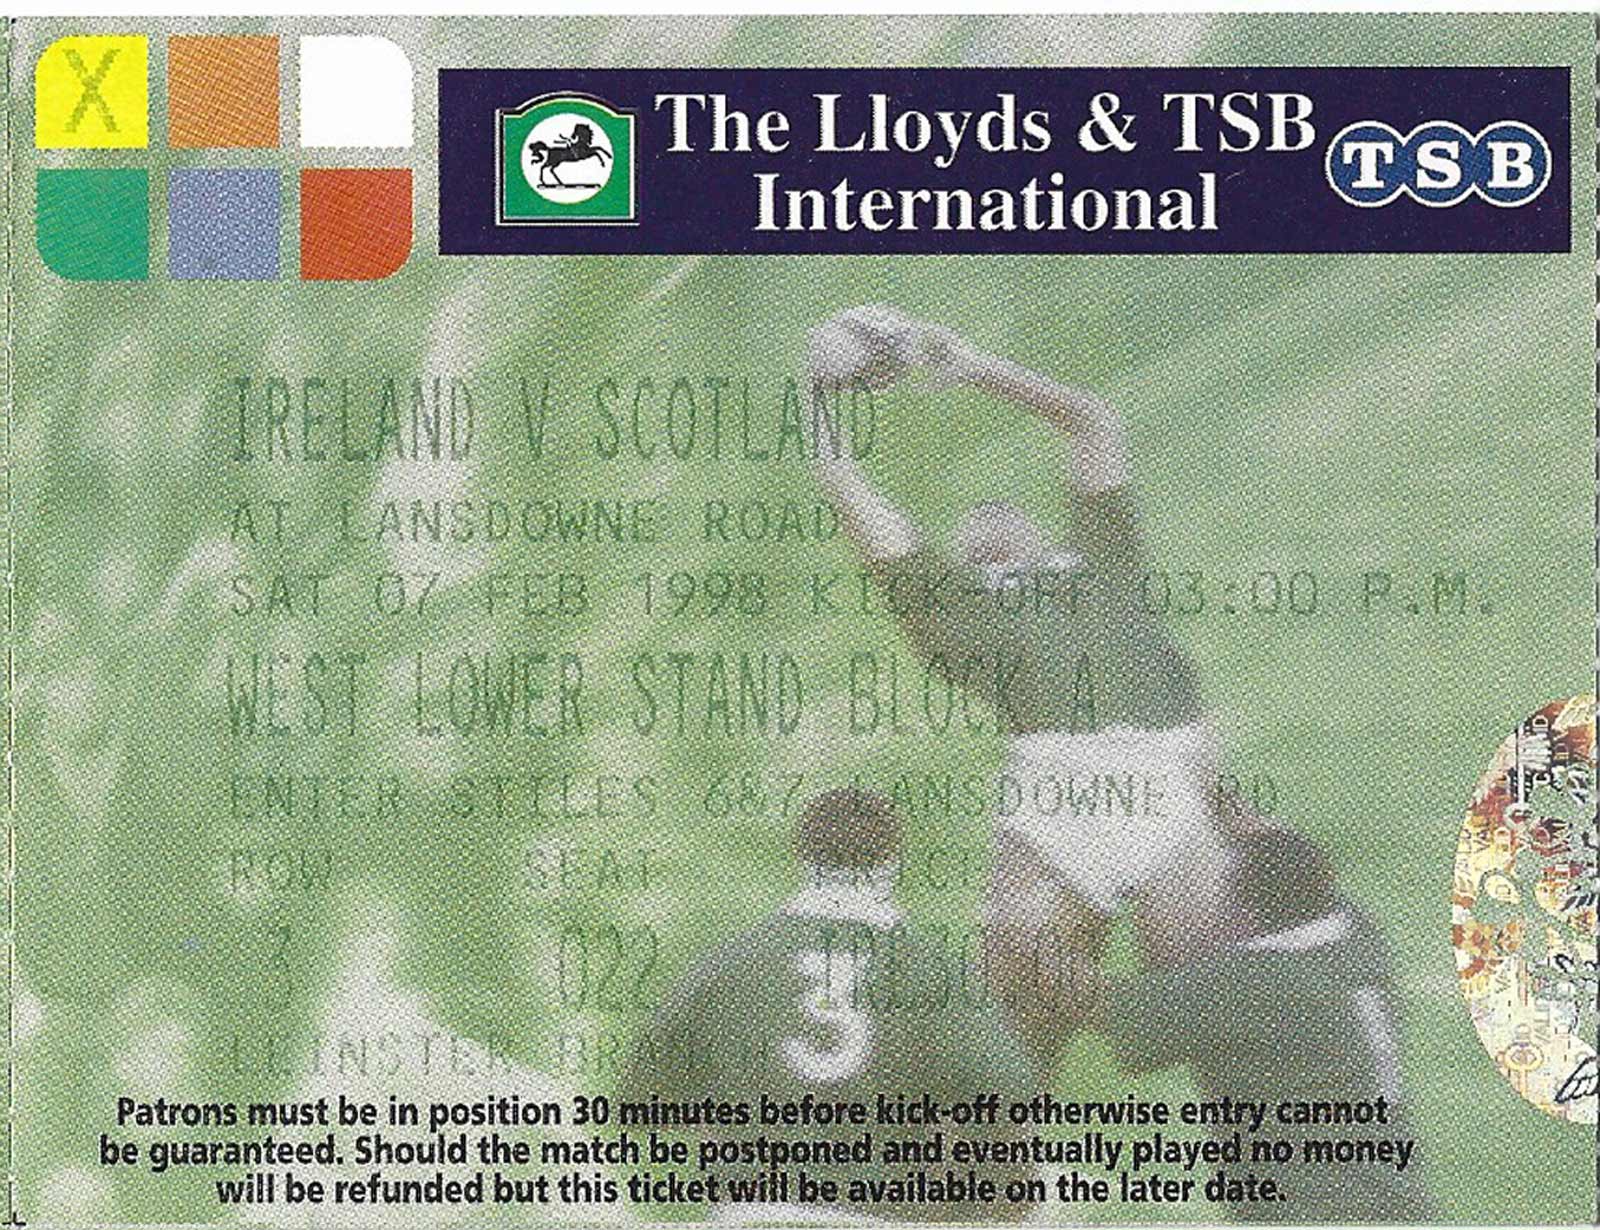 X
The Lloyds & TSB
International
TSB
IRELAND V SCOTLAND
AT LANSDOWNE ROAD
SAT 07 FEB 1998 KICK-OFF 03:00 P.M.
WEST LOWER STAND BLOCK A
ENTER STILES 6&7 LANSDOWNE RD
ROW SEAT PRICE
022
3
LEINSTER BRANCH
Patrons must be in position 30 minutes before kick-off otherwise entry cannot
be guaranteed. Should the match be postponed and eventually played no money
will be refunded but this ticket will be available on the later date.